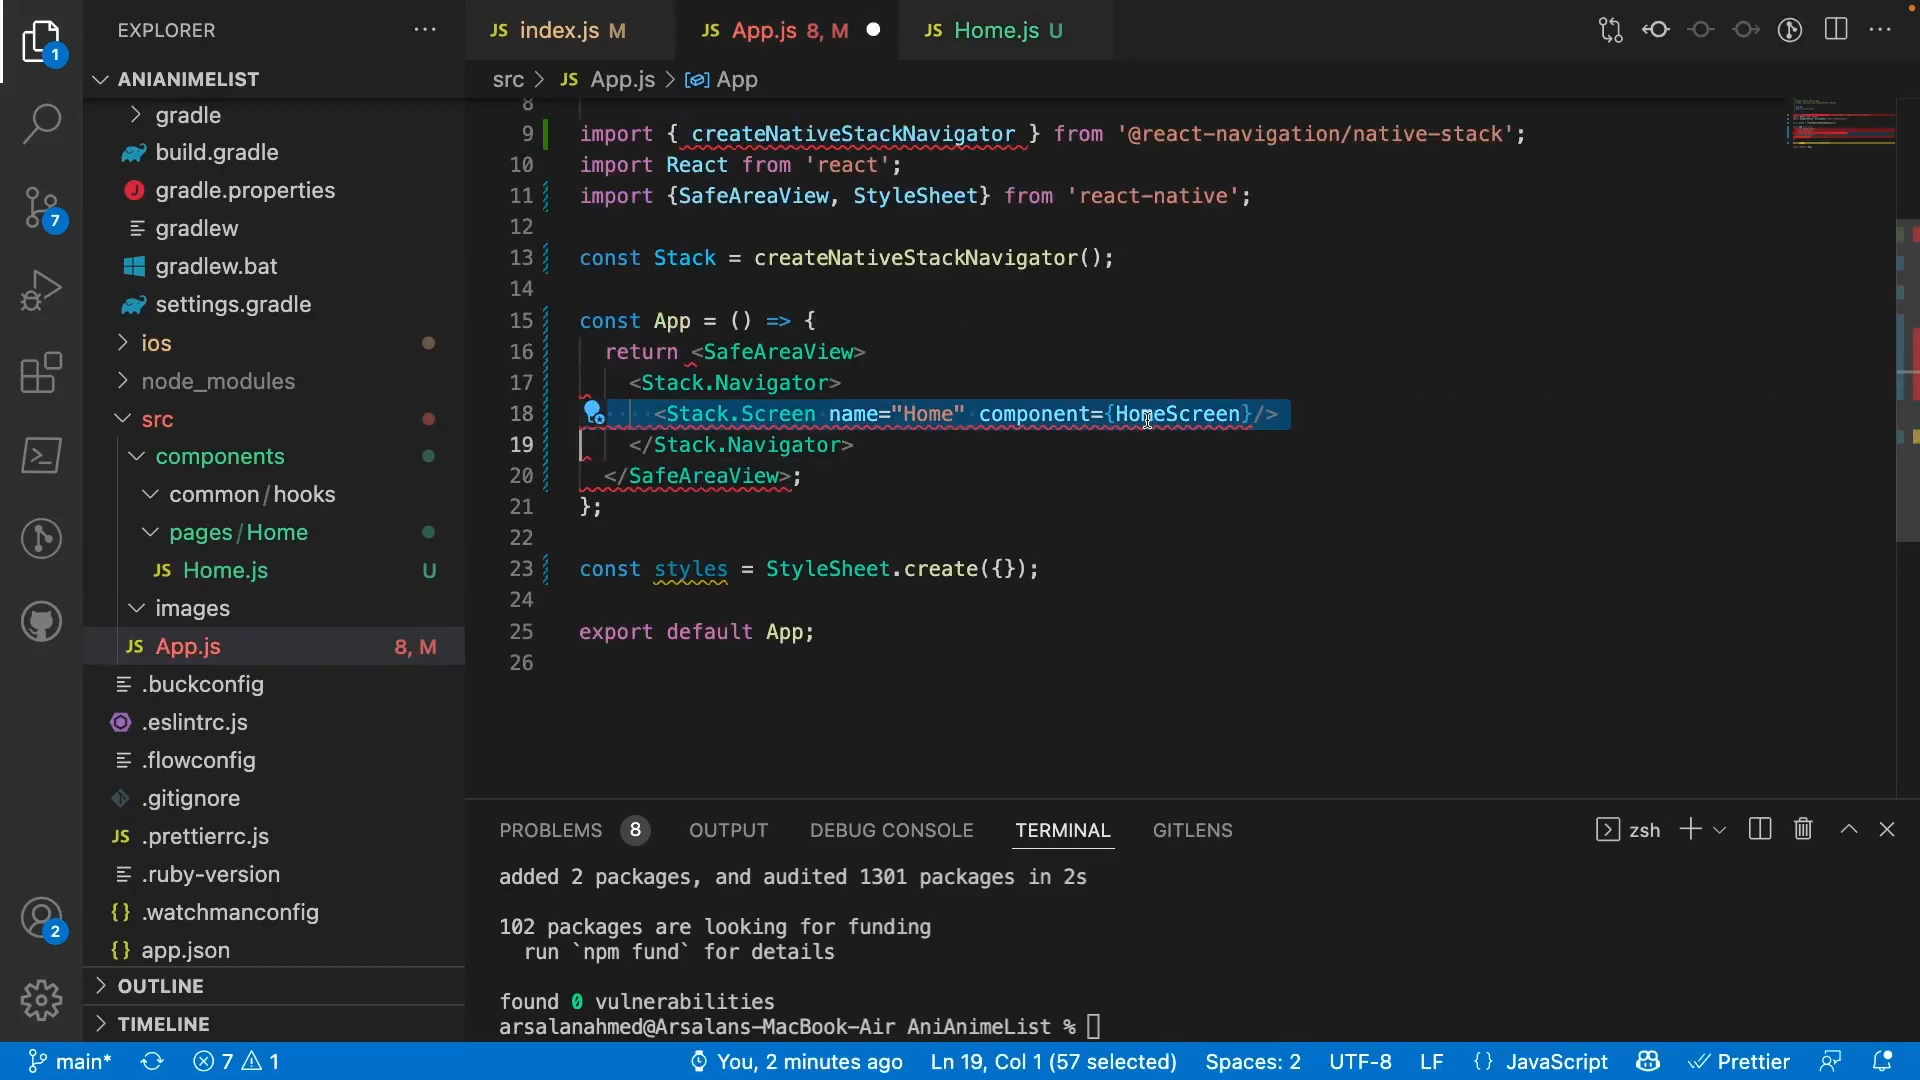 EXPLORER
ANIANIMELIST
gradle
build.gradle
gradle.properties
gradlew
gradlew.bat
settings.gradle
ios
node_modules
src
components
common/hooks
pages/Home
JS Home.js U
images
JS App.js 8, M
.buckconfig
.eslintrc.js
.flowconfig
.gitignore
JS .prettierrc.js
.ruby-version
{} .watchmanconfig
{} app.json
OUTLINE
TIMELINE
1
7
2
JS index.js M
JS App.js 8, M
JS Home.js U
src > JS App.js > App
8
9 import { createNativeStackNavigator } from '@react-navigation/native-stack';
10 import React from 'react';
11 import {SafeAreaView, StyleSheet} from 'react-native';
12
13 const Stack = createNativeStackNavigator();
14
15 const App = () => {
16 return <SafeAreaView>
17 <Stack.Navigator>
18 <Stack.Screen name="Home" component={HomeScreen}/>
19 </Stack.Navigator>
20 </SafeAreaView>;
21 };
22
23 const styles = StyleSheet.create({});
24
25 export default App;
26
PROBLEMS 8 OUTPUT DEBUG CONSOLE TERMINAL GITLENS
zsh
added 2 packages, and audited 1301 packages in 2s
102 packages are looking for funding
run `npm fund` for details
found 0 vulnerabilities
arsalanahmed@Arsalans-MacBook-Air AniAnimeList %
main* 7 1 You, 2 minutes ago Ln 19, Col 1 (57 selected) Spaces: 2 UTF-8 LF {} JavaScript Prettier